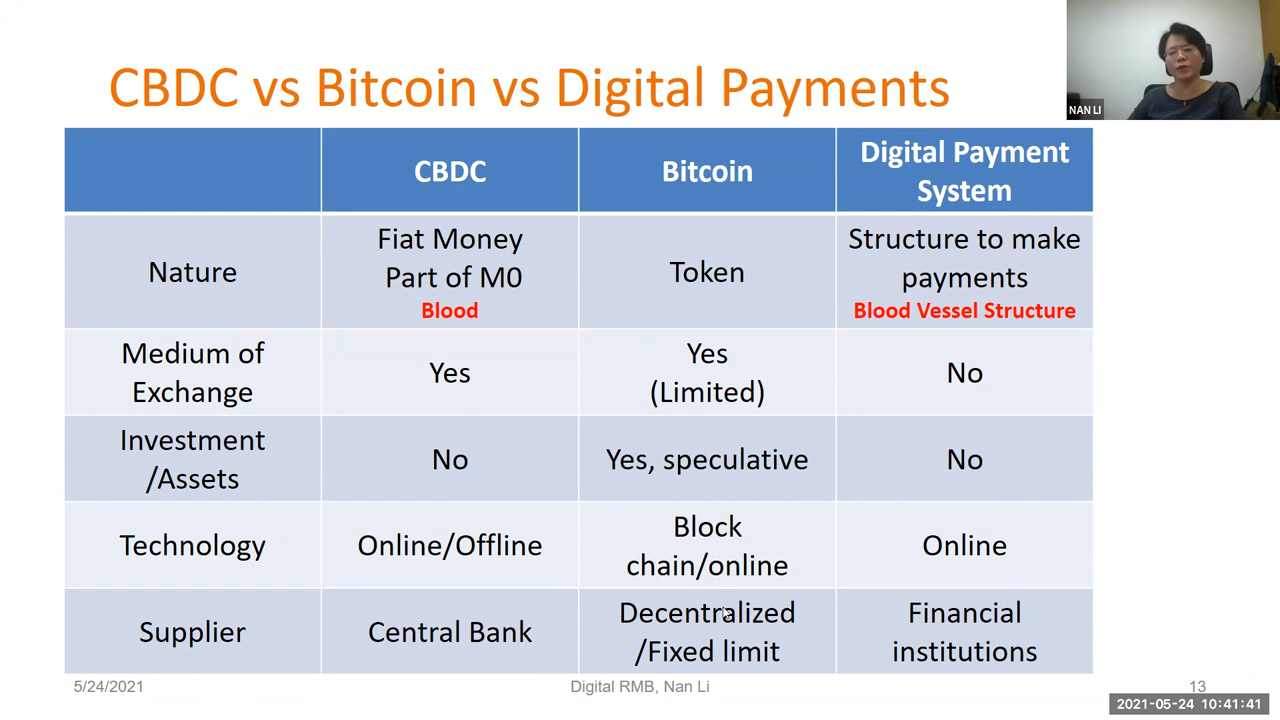 CBDC vs Bitcoin vs Digital Payments
NAN LI
CBDC
Bitcoin
Digital Payment
System
Nature
Fiat Money
Part of M0
Blood
Token
Structure to make
payments
Blood Vessel Structure
Medium of
Exchange
Yes
Yes
(Limited)
No
Investment
/Assets
No
Yes, speculative
No
Technology
Online/Offline
Block
chain/online
Online
Supplier
Central Bank
Decentralized
/Fixed limit
Financial
institutions
5/24/2021
Digital RMB, Nan Li
13
2021-05-24 10:41:41